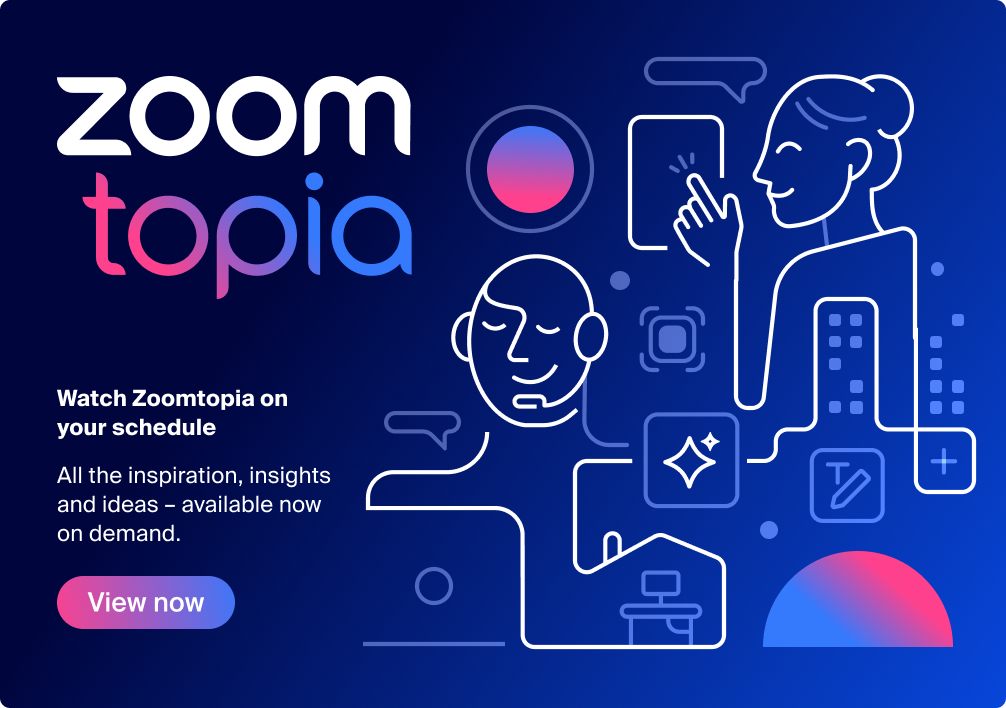 zoom
topia
Watch Zoomtopia on
your schedule
All the inspiration, insights
and ideas – available now
on demand.
View now
T